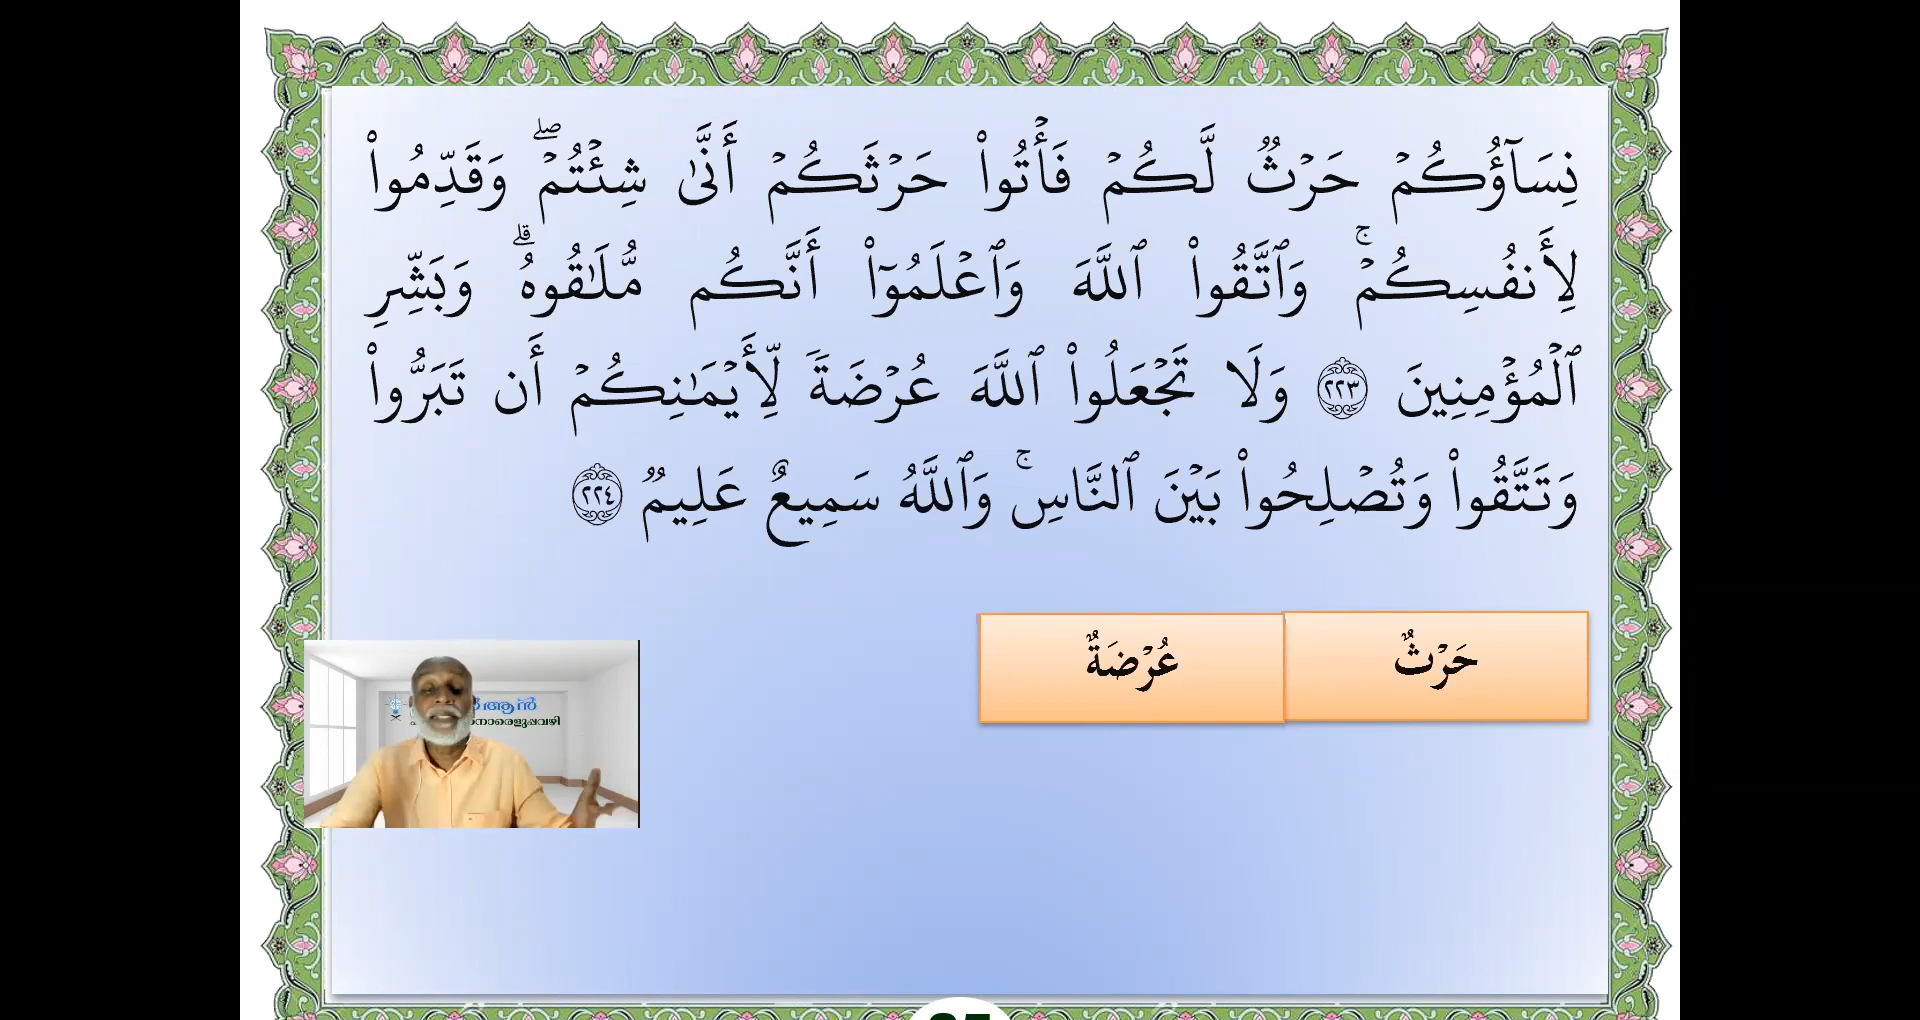 نِسَآؤُكُمۡ حَرۡثٞ لَّكُمۡ فَأۡتُواْ حَرۡثَكُمۡ أَنَّىٰ شِئۡتُمۡۖ وَقَدِّمُواْ
لِأَنفُسِكُمۡۚ وَٱتَّقُواْ ٱللَّهَ وَٱعۡلَمُوٓاْ أَنَّكُم مُّلَٰقُوهُۗ وَبَشِّرِ
ٱلۡمُؤۡمِنِينَ ٢٢٣ وَلَا تَجۡعَلُواْ ٱللَّهَ عُرۡضَةٗ لِّأَيۡمَٰنِكُمۡ أَن تَبَرُّواْ
وَتَتَّقُواْ وَتُصۡلِحُواْ بَيۡنَ ٱلنَّاسِۚ وَٱللَّهُ سَمِيعٌ عَلِيمٞ ٢٢٤
حَرْثٌ
عُرْضَةٌ